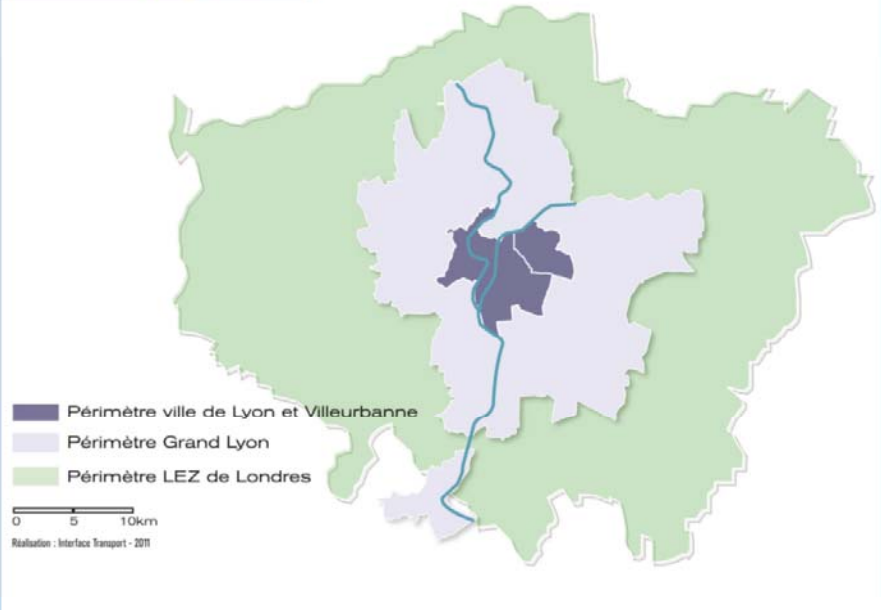 Périmètre ville de Lyon et Villeurbanne
Périmètre Grand Lyon
Périmètre LEZ de Londres
0 5 10km
Réalisation : Interface Transport - 2011